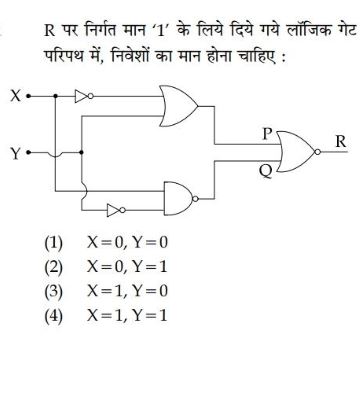 R पर निर्गत मान ‘1’ के लिये दिये गये लॉजिक गेट
परिपथ में, निवेशों का मान होना चाहिए :
X
P
R
Y
Q
(1) X=0, Y=0
(2) X=0, Y=1
(3) X=1, Y=0
(4) X=1, Y=1